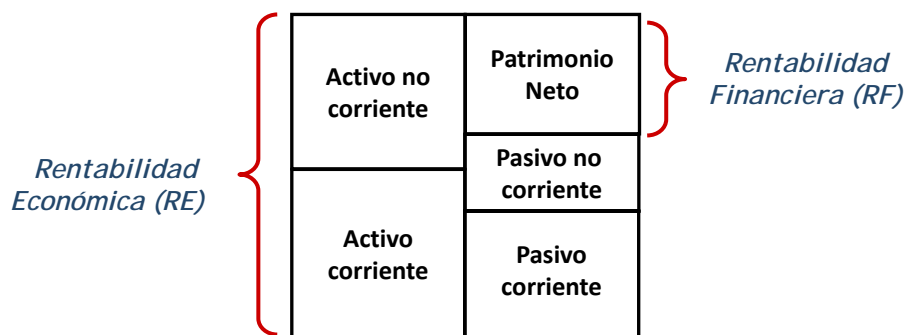 Rentabilidad
Económica (RE)
Activo no
corriente
Activo
corriente
Patrimonio
Neto
Pasivo no
corriente
Pasivo
corriente
Rentabilidad
Financiera (RF)